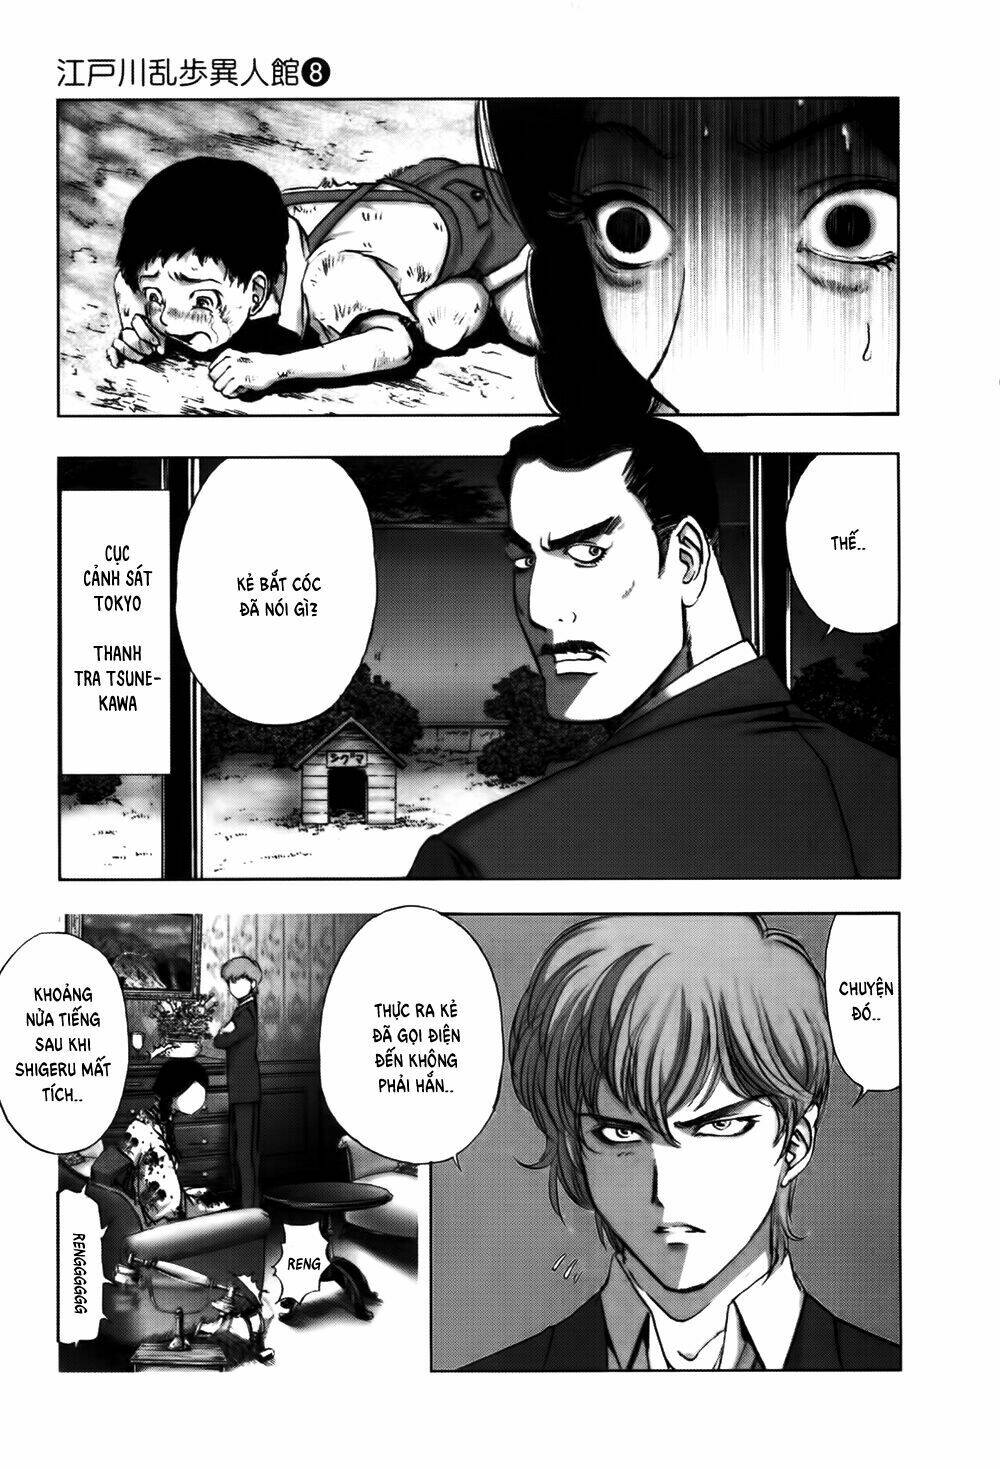 江戸川乱歩異人館❽
THẾ..
KẺ BẮT CÓC
ĐÃ NÓI GÌ?
CỤC
CẢNH SÁT
TOKYO
THANH
TRA TSUNE-
KAWA
シグマ
CHUYỆN
ĐÓ..
THỰC RA KẺ
ĐÃ GỌI ĐIỆN
ĐẾN KHÔNG
PHẢI HẮN..
KHOẢNG
NỬA TIẾNG
SAU KHI
SHIGERU MẤT
TÍCH..
RENG
RENGGGGGG